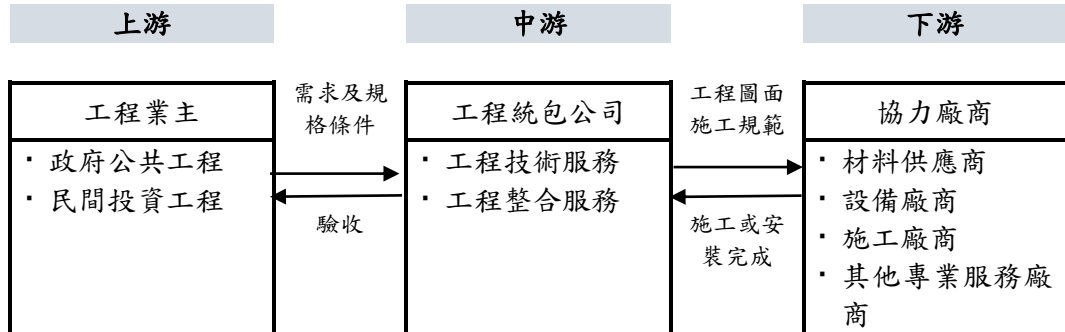 上游
中游
下游
工程業主
・政府公共工程
・民間投資工程
需求及規
格條件
驗收
工程統包公司
・工程技術服務
・工程整合服務
工程圖面
施工規範
施工或安
裝完成
協力廠商
・材料供應商
・設備廠商
・施工廠商
・其他專業服務廠
商